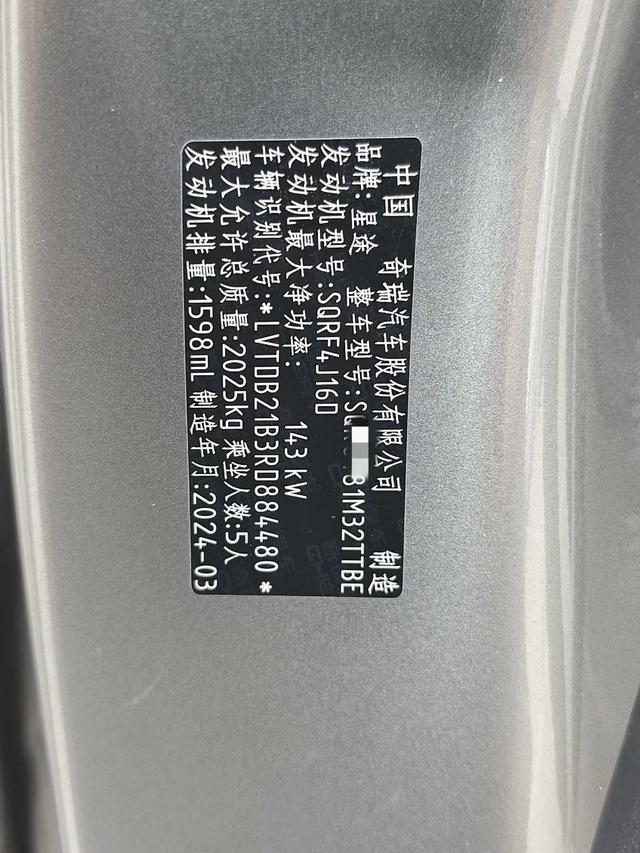 中国 奇瑞汽车股份有限公司 制造
品牌:星途 整车型号:SQR 81M32TTBE
发动机型号:SQRF4J16D
发动机最大净功率: 143 kW
车辆识别代号:*LVTDB21B3RD884480*
最大允许总质量:2025kg 乘坐人数:5人
发动机排量:1598mL 制造年月:2024-03